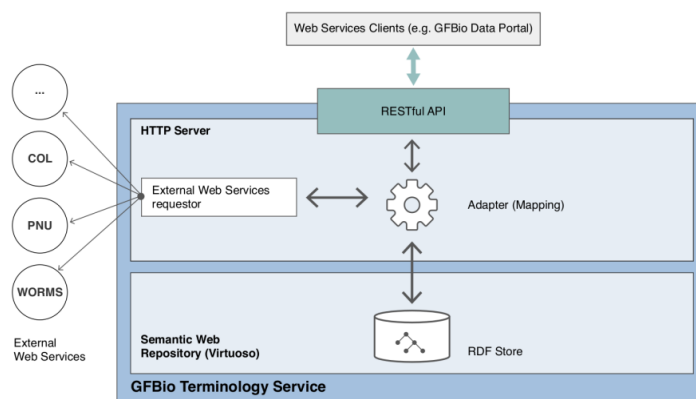 Web Services Clients (e.g. GFBio Data Portal)
RESTful API
HTTP Server
...
COL
PNU
WORMS
External
Web Services
External Web Services
requestor
Adapter (Mapping)
Semantic Web
Repository (Virtuoso)
RDF Store
GFBio Terminology Service